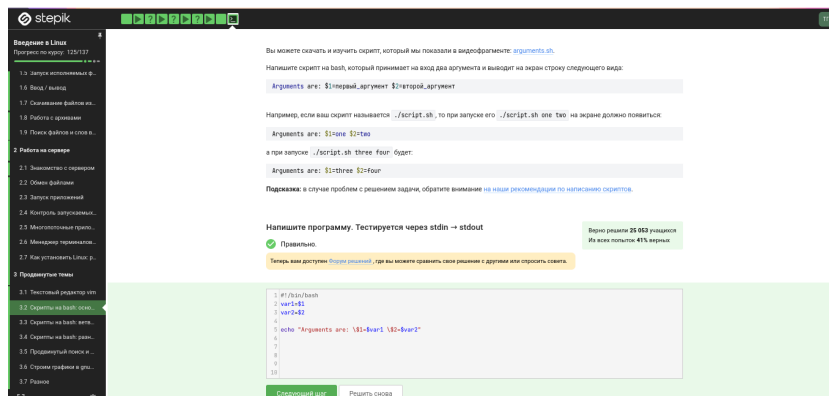 stepik
Введение в Linux
Прогресс по курсу: 125/137
1.5 Запуск исполняемых ф...
1.6 Ввод / вывод
1.7 Скачивание файлов из...
1.8 Работа с архивами
1.9 Поиск файлов и слов в...
2 Работа на сервере
2.1 Знакомство с сервером
2.2 Обмен файлами
2.3 Запуск приложений
2.4 Контроль запускаемых...
2.5 Многопоточные прило...
2.6 Менеджер терминалов...
2.7 Как установить Linux: р...
3 Продвинутые темы
3.1 Текстовый редактор vim
3.2 Скрипты на bash: осно...
3.3 Скрипты на bash: ветв...
3.4 Скрипты на bash: разн...
3.5 Продвинутый поиск и ...
3.6 Строим графики в gnu...
3.7 Разное
Вы можете скачать и изучить скрипт, который мы показали в видеофрагменте: arguments.sh.
Напишите скрипт на bash, который принимает на вход два аргумента и выводит на экран строку следующего вида:
Arguments are: $1=первый_аргумент $2=второй_аргумент
Например, если ваш скрипт называется ./script.sh, то при запуске его ./script.sh one two на экране должно появиться:
Arguments are: $1=one $2=two
а при запуске ./script.sh three four будет:
Arguments are: $1=three $2=four
Подсказка: в случае проблем с решением задачи, обратите внимание на наши рекомендации по написанию скриптов.
Напишите программу. Тестируется через stdin → stdout
Правильно.
Верно решили 25 053 учащихся
Из всех попыток 41% верных
Теперь вам доступен Форум решений, где вы можете сравнить свое решение с другими или спросить совета.
1 #!/bin/bash
2 var1=$1
3 var2=$2
4
5 echo "Arguments are: \$1=$var1 \$2=$var2"
6
7
8
9
10
Следующий шаг
Решить снова